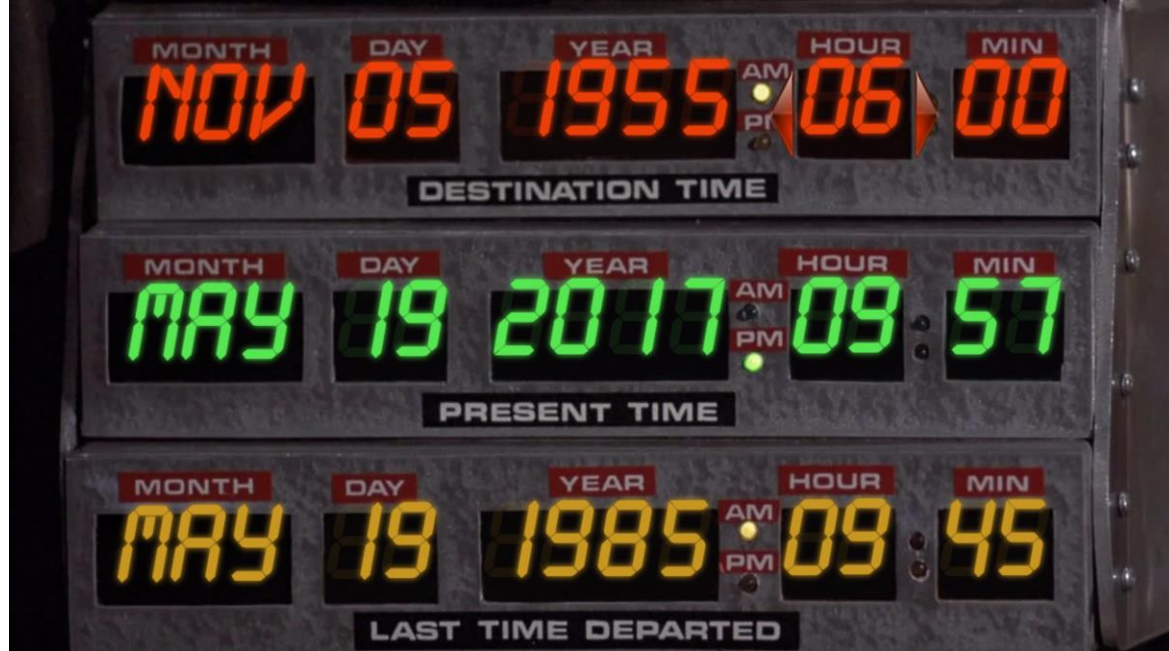 MONTH DAY YEAR HOUR MIN
NOV 05 1955 AM PM 06 00
DESTINATION TIME
MONTH DAY YEAR HOUR MIN
MAY 19 2017 AM PM 09 57
PRESENT TIME
MONTH DAY YEAR HOUR MIN
MAY 19 1985 AM PM 09 45
LAST TIME DEPARTED